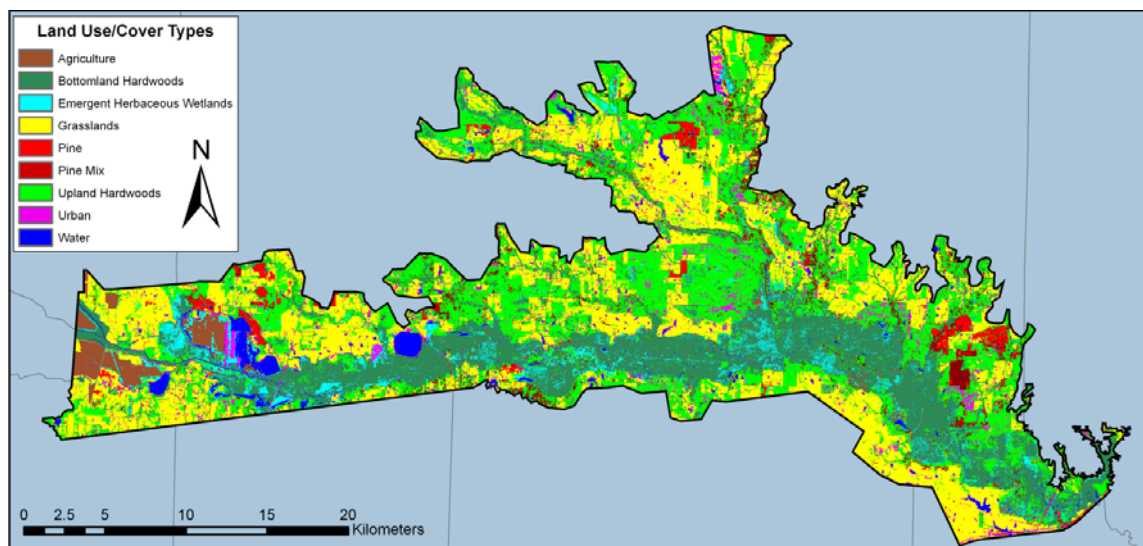 Land Use/Cover Types
Agriculture
Bottomland Hardwoods
Emergent Herbaceous Wetlands
Grasslands
Pine
Pine Mix
Upland Hardwoods
Urban
Water
N
0 2.5 5 10 15 20
Kilometers